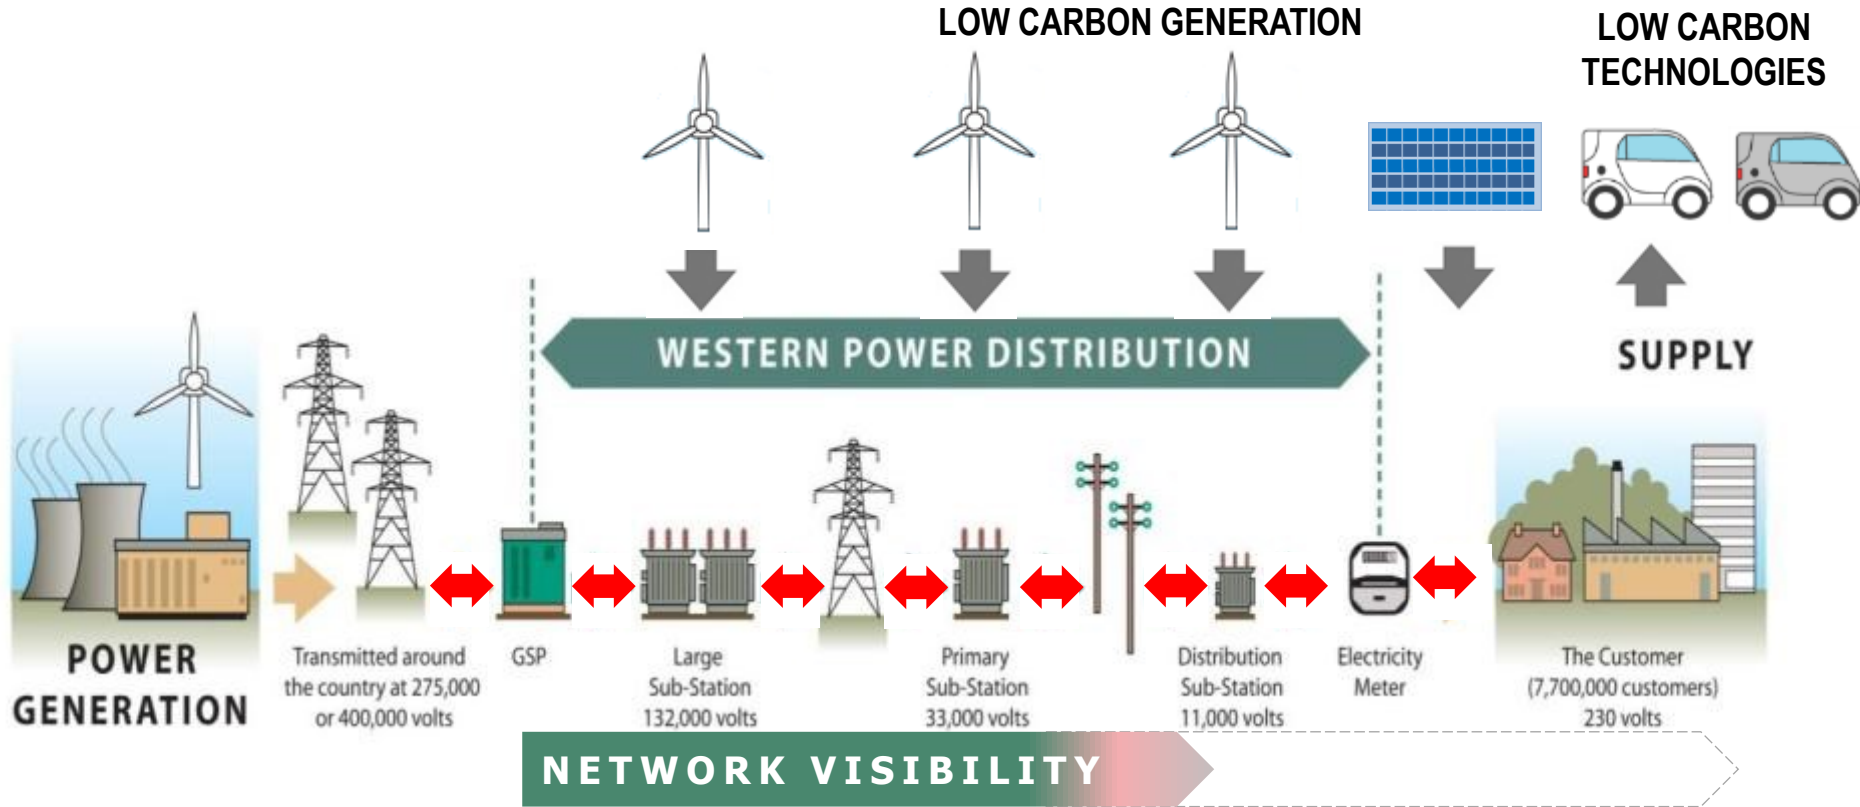 LOW CARBON GENERATION
LOW CARBON
TECHNOLOGIES
WESTERN POWER DISTRIBUTION
SUPPLY
POWER
GENERATION
Transmitted around
the country at 275,000
or 400,000 volts
GSP
Large
Sub-Station
132,000 volts
Primary
Sub-Station
33,000 volts
Distribution
Sub-Station
11,000 volts
Electricity
Meter
The Customer
(7,700,000 customers)
230 volts
NETWORK VISIBILITY